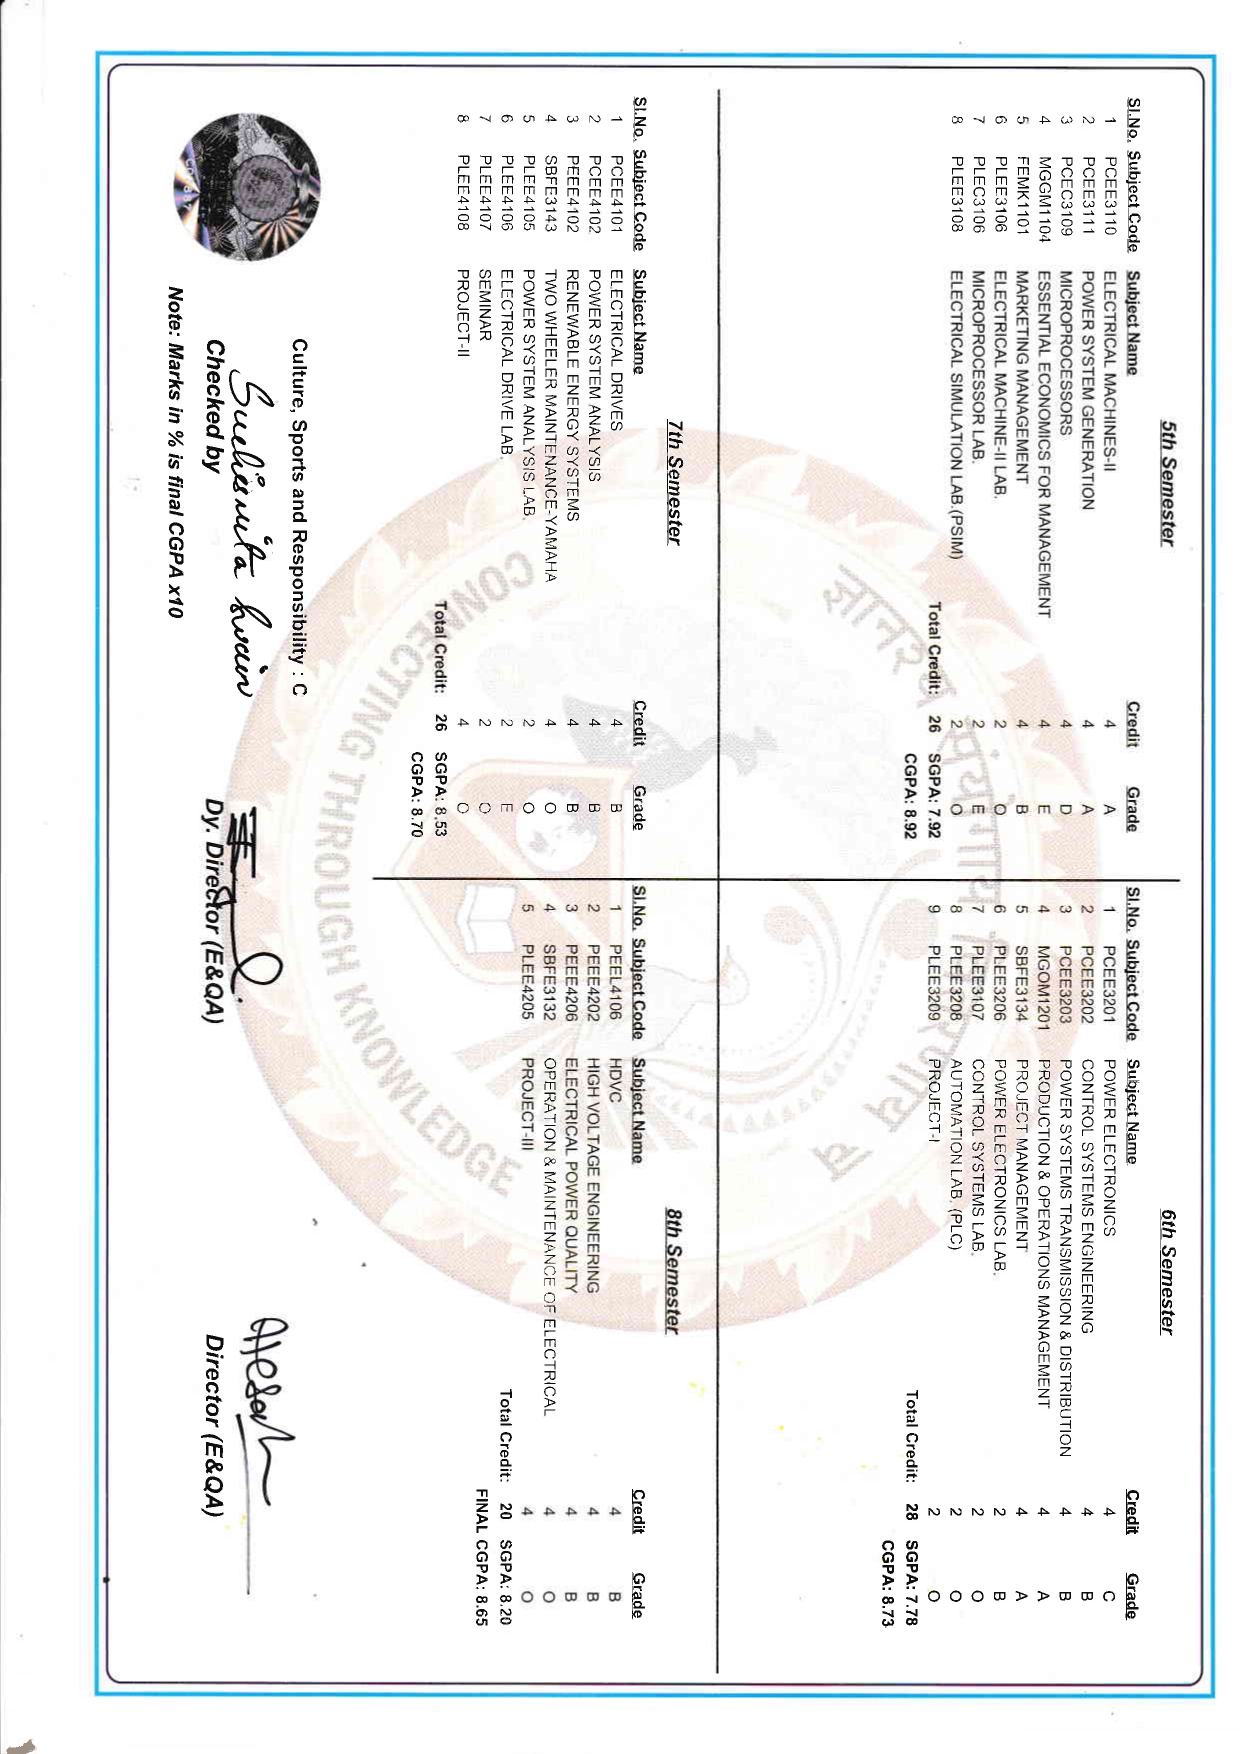 5th Semester
Sl.No. Subject Code Subject Name Credit Grade
1 PCEE3110 ELECTRICAL MACHINES-II 4 A
2 PCEE3111 POWER SYSTEM GENERATION 4 A
3 PCEC3109 MICROPROCESSORS 4 D
4 MGGM1104 ESSENTIAL ECONOMICS FOR MANAGEMENT 4 E
5 FEMK1101 MARKETING MANAGEMENT 4 B
6 PLEE3106 ELECTRICAL MACHINE-II LAB. 2 O
7 PLEC3106 MICROPROCESSOR LAB. 2 E
8 PLEE3108 ELECTRICAL SIMULATION LAB.(PSIM) 2 O
Total Credit: 26 SGPA: 7.92
CGPA: 8.92
6th Semester
Sl.No. Subject Code Subject Name Credit Grade
1 PCEE3201 POWER ELECTRONICS 4 C
2 PCEE3202 CONTROL SYSTEMS ENGINEERING 4 B
3 PCEE3203 POWER SYSTEMS TRANSMISSION & DISTRIBUTION 4 B
4 MGOM1201 PRODUCTION & OPERATIONS MANAGEMENT 4 A
5 SBFE3134 PROJECT MANAGEMENT 4 A
6 PLEE3206 POWER ELECTRONICS LAB. 2 B
7 PLEE3107 CONTROL SYSTEMS LAB. 2 O
8 PLEE3208 AUTOMATION LAB. (PLC) 2 O
9 PLEE3209 PROJECT-I 2 O
Total Credit: 28 SGPA: 7.78
CGPA: 8.73
7th Semester
Sl.No. Subject Code Subject Name Credit Grade
1 PCEE4101 ELECTRICAL DRIVES 4 B
2 PCEE4102 POWER SYSTEM ANALYSIS 4 B
3 PEEE4102 RENEWABLE ENERGY SYSTEMS 4 B
4 SBFE3143 TWO WHEELER MAINTENANCE-YAMAHA 4 O
5 PLEE4105 POWER SYSTEM ANALYSIS LAB. 2 O
6 PLEE4106 ELECTRICAL DRIVE LAB. 2 E
7 PLEE4107 SEMINAR 2 O
8 PLEE4108 PROJECT-II 4 O
Total Credit: 26 SGPA: 8.53
CGPA: 8.70
8th Semester
Sl.No. Subject Code Subject Name Credit Grade
1 PEEL4106 HDVC 4 B
2 PEEE4202 HIGH VOLTAGE ENGINEERING 4 B
3 PEEE4206 ELECTRICAL POWER QUALITY 4 B
4 SBFE3132 OPERATION & MAINTENANCE OF ELECTRICAL 4 O
5 PLEE4205 PROJECT-III 4 O
Total Credit: 20 SGPA: 8.20
FINAL CGPA: 8.65
CONNECTING THROUGH KNOWLEDGE
Culture, Sports and Responsibility : C
Checked by
Dy. Director (E&QA)
Director (E&QA)
Note: Marks in % is final CGPA x10